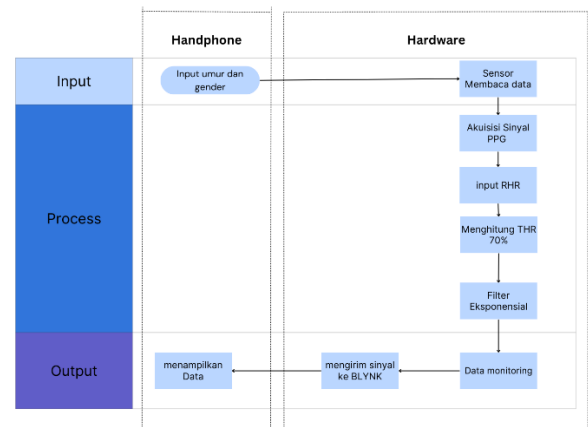 Handphone
Hardware
Input
Input umur dan
gender
Sensor
Membaca data
Process
Akuisisi Sinyal
PPG
input RHR
Menghitung THR
70%
Filter
Eksponensial
Output
menampilkan
Data
mengirim sinyal
ke BLYNK
Data monitoring